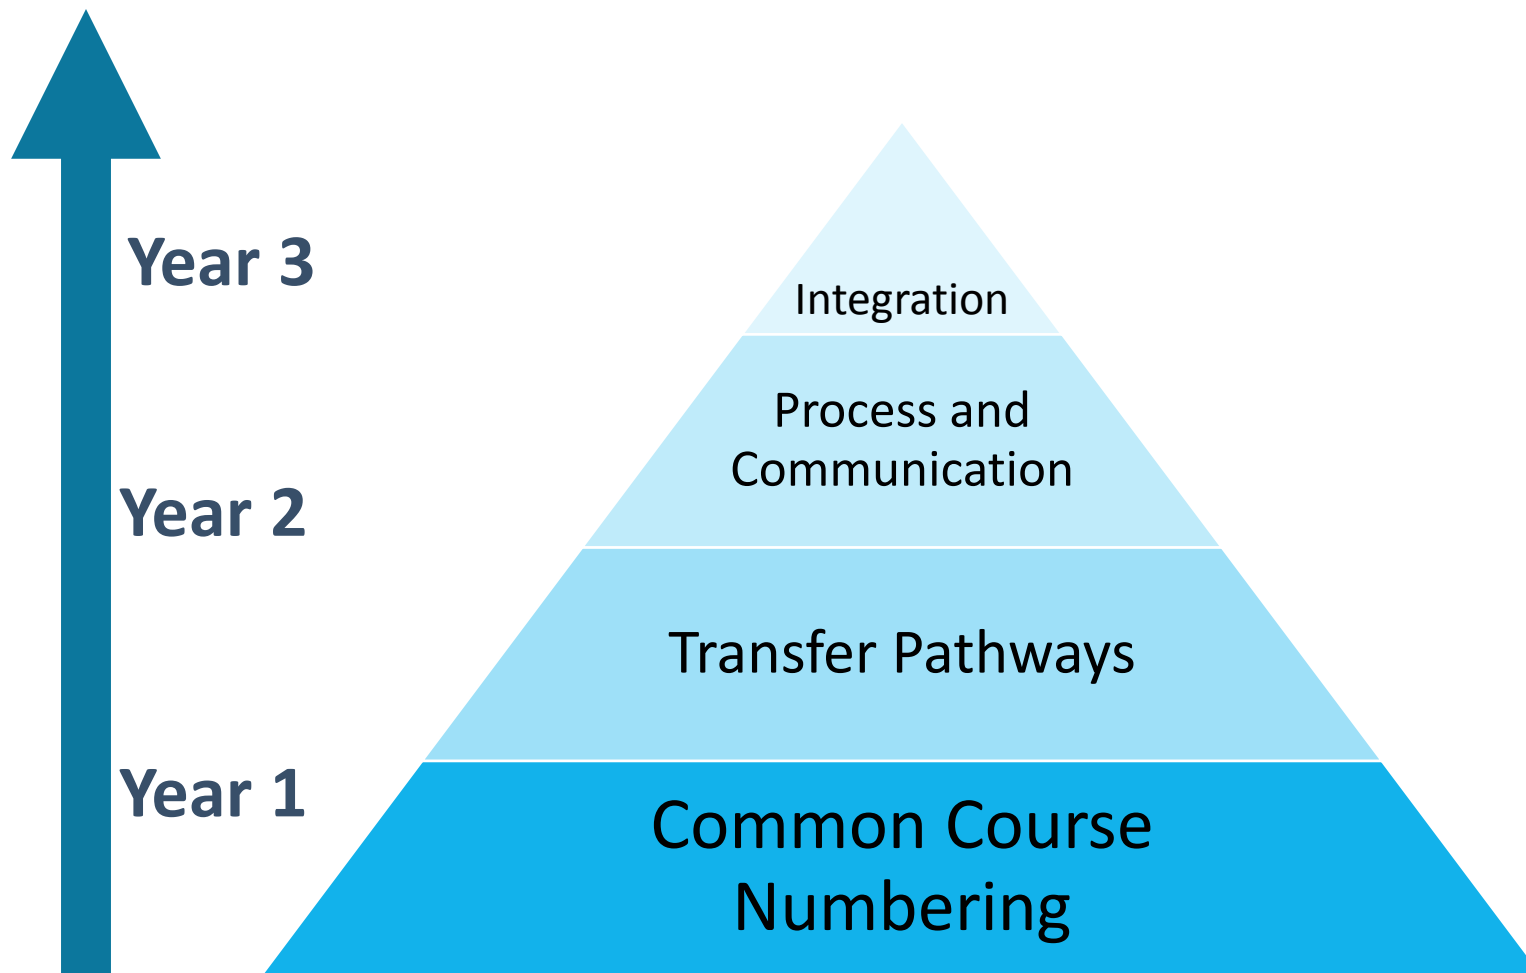 Year 3
Integration
Process and
Communication
Year 2
Transfer Pathways
Year 1
Common Course
Numbering